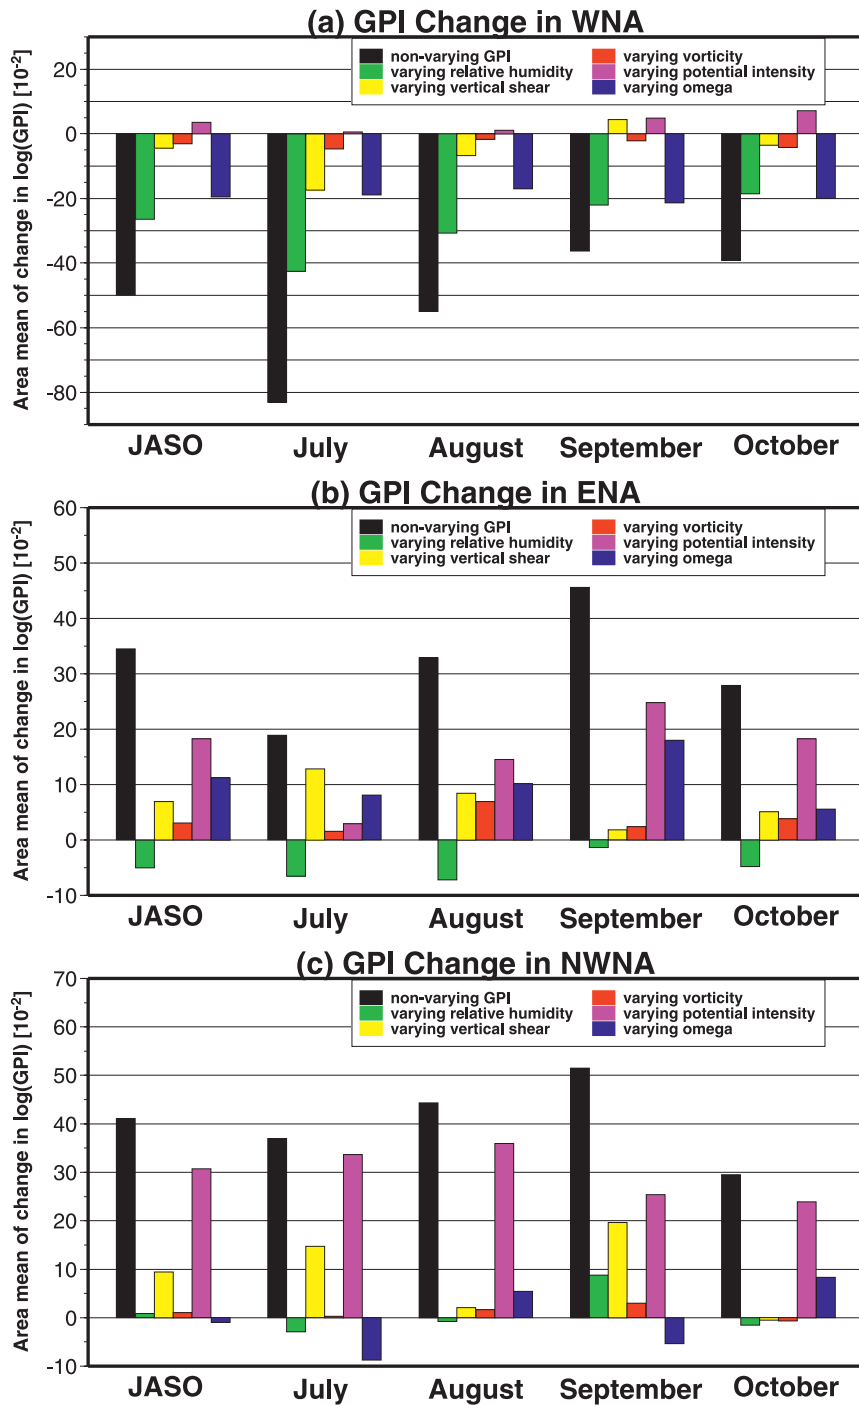 (a) GPI Change in WNA
Area mean of change in log(GPI) [10⁻²]
non-varying GPI
varying relative humidity
varying vertical shear
varying vorticity
varying potential intensity
varying omega
20
0
-20
-40
-60
-80
JASO July August September October
(b) GPI Change in ENA
Area mean of change in log(GPI) [10⁻²]
non-varying GPI
varying relative humidity
varying vertical shear
varying vorticity
varying potential intensity
varying omega
60
50
40
30
20
10
0
-10
JASO July August September October
(c) GPI Change in NWNA
Area mean of change in log(GPI) [10⁻²]
non-varying GPI
varying relative humidity
varying vertical shear
varying vorticity
varying potential intensity
varying omega
70
60
50
40
30
20
10
0
-10
JASO July August September October